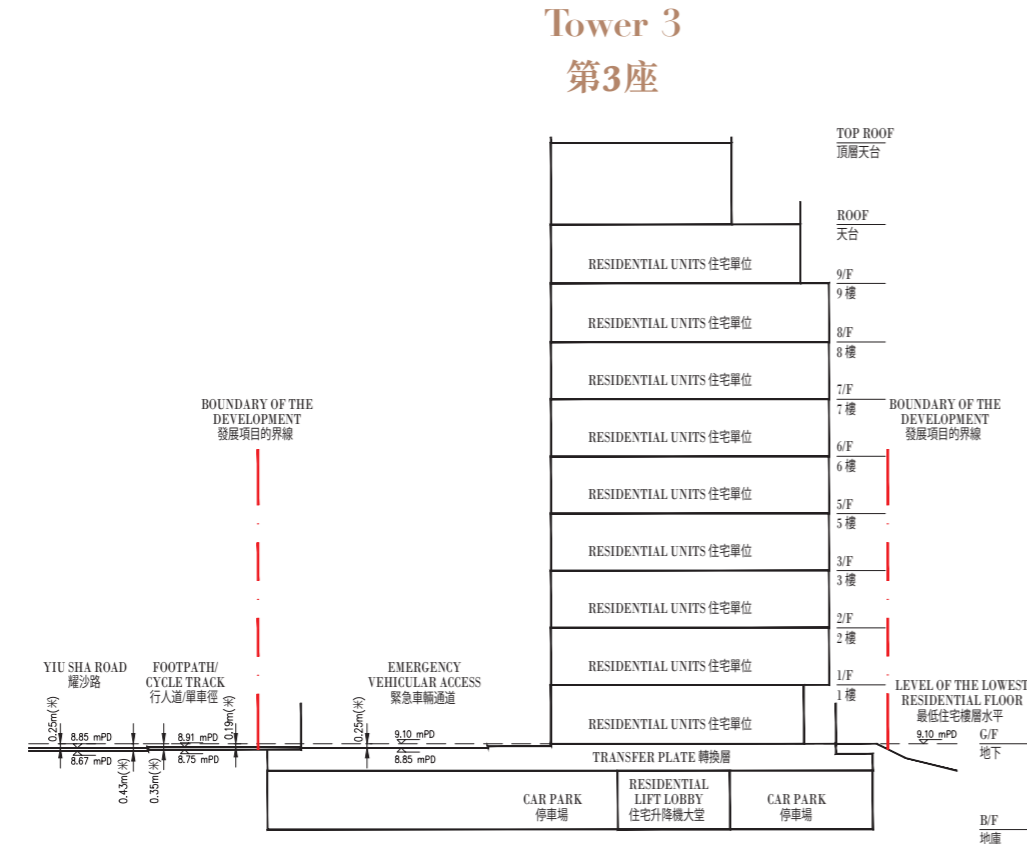 Tower 3
第3座
TOP ROOF
頂層天台
ROOF
天台
RESIDENTIAL UNITS 住宅單位
9/F
9 樓
RESIDENTIAL UNITS 住宅單位
8/F
8 樓
RESIDENTIAL UNITS 住宅單位
7/F
7 樓
BOUNDARY OF THE
DEVELOPMENT
發展項目的界線
BOUNDARY OF THE
DEVELOPMENT
發展項目的界線
RESIDENTIAL UNITS 住宅單位
6/F
6 樓
RESIDENTIAL UNITS 住宅單位
5/F
5 樓
RESIDENTIAL UNITS 住宅單位
3/F
3 樓
RESIDENTIAL UNITS 住宅單位
2/F
2 樓
RESIDENTIAL UNITS 住宅單位
1/F
1 樓
YIU SHA ROAD
耀沙路
FOOTPATH/
CYCLE TRACK
行人道/單車徑
EMERGENCY
VEHICULAR ACCESS
緊急車輛通道
LEVEL OF THE LOWEST
RESIDENTIAL FLOOR
最低住宅樓層水平
RESIDENTIAL UNITS 住宅單位
0.25m(米)
8.85 mPD
8.67 mPD
0.43m(米)
0.35m(米)
8.91 mPD
8.75 mPD
0.19m(米)
0.25m(米)
9.10 mPD
8.85 mPD
9.10 mPD
G/F
地下
TRANSFER PLATE 轉換層
CAR PARK
停車場
RESIDENTIAL
LIFT LOBBY
住宅升降機大堂
CAR PARK
停車場
B/F
地庫